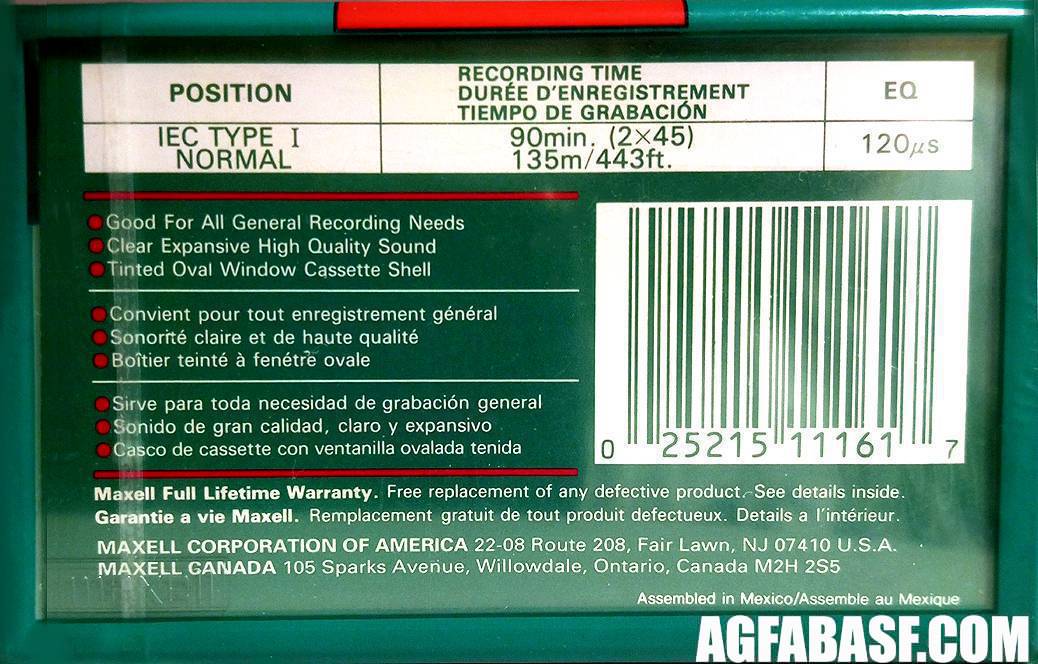 POSITION
RECORDING TIME
DURÉE D'ENREGISTREMENT
TIEMPO DE GRABACIÓN
EQ
IEC TYPE I
NORMAL
90min. (2×45)
135m/443ft.
120µs
Good For All General Recording Needs
Clear Expansive High Quality Sound
Tinted Oval Window Cassette Shell
Convient pour tout enregistrement général
Sonorité claire et de haute qualité
Boîtier teinté à fenétre ovale
Sirve para toda necesidad de grabación general
Sonido de gran calidad, claro y expansivo
Casco de cassette con ventanilla ovalada tenida
0 25215 11161 7
Maxell Full Lifetime Warranty. Free replacement of any defective product. See details inside.
Garantie a vie Maxell. Remplacement gratuit de tout produit defectueux. Details a l'intérieur.
MAXELL CORPORATION OF AMERICA 22-08 Route 208, Fair Lawn, NJ 07410 U.S.A.
MAXELL CANADA 105 Sparks Avenue, Willowdale, Ontario, Canada M2H 2S5
Assembled in Mexico/Assemble au Mexique
AGFABASF.COM